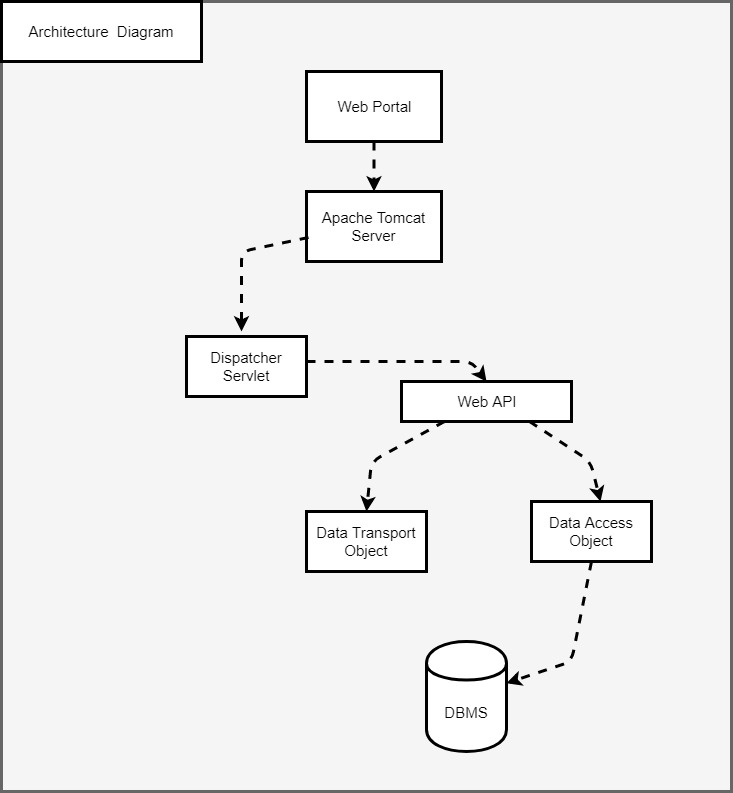 Architecture  Diagram
Web Portal
Apache Tomcat
Server
Dispatcher
Servlet
Web API
Data Transport
Object
Data Access
Object
DBMS